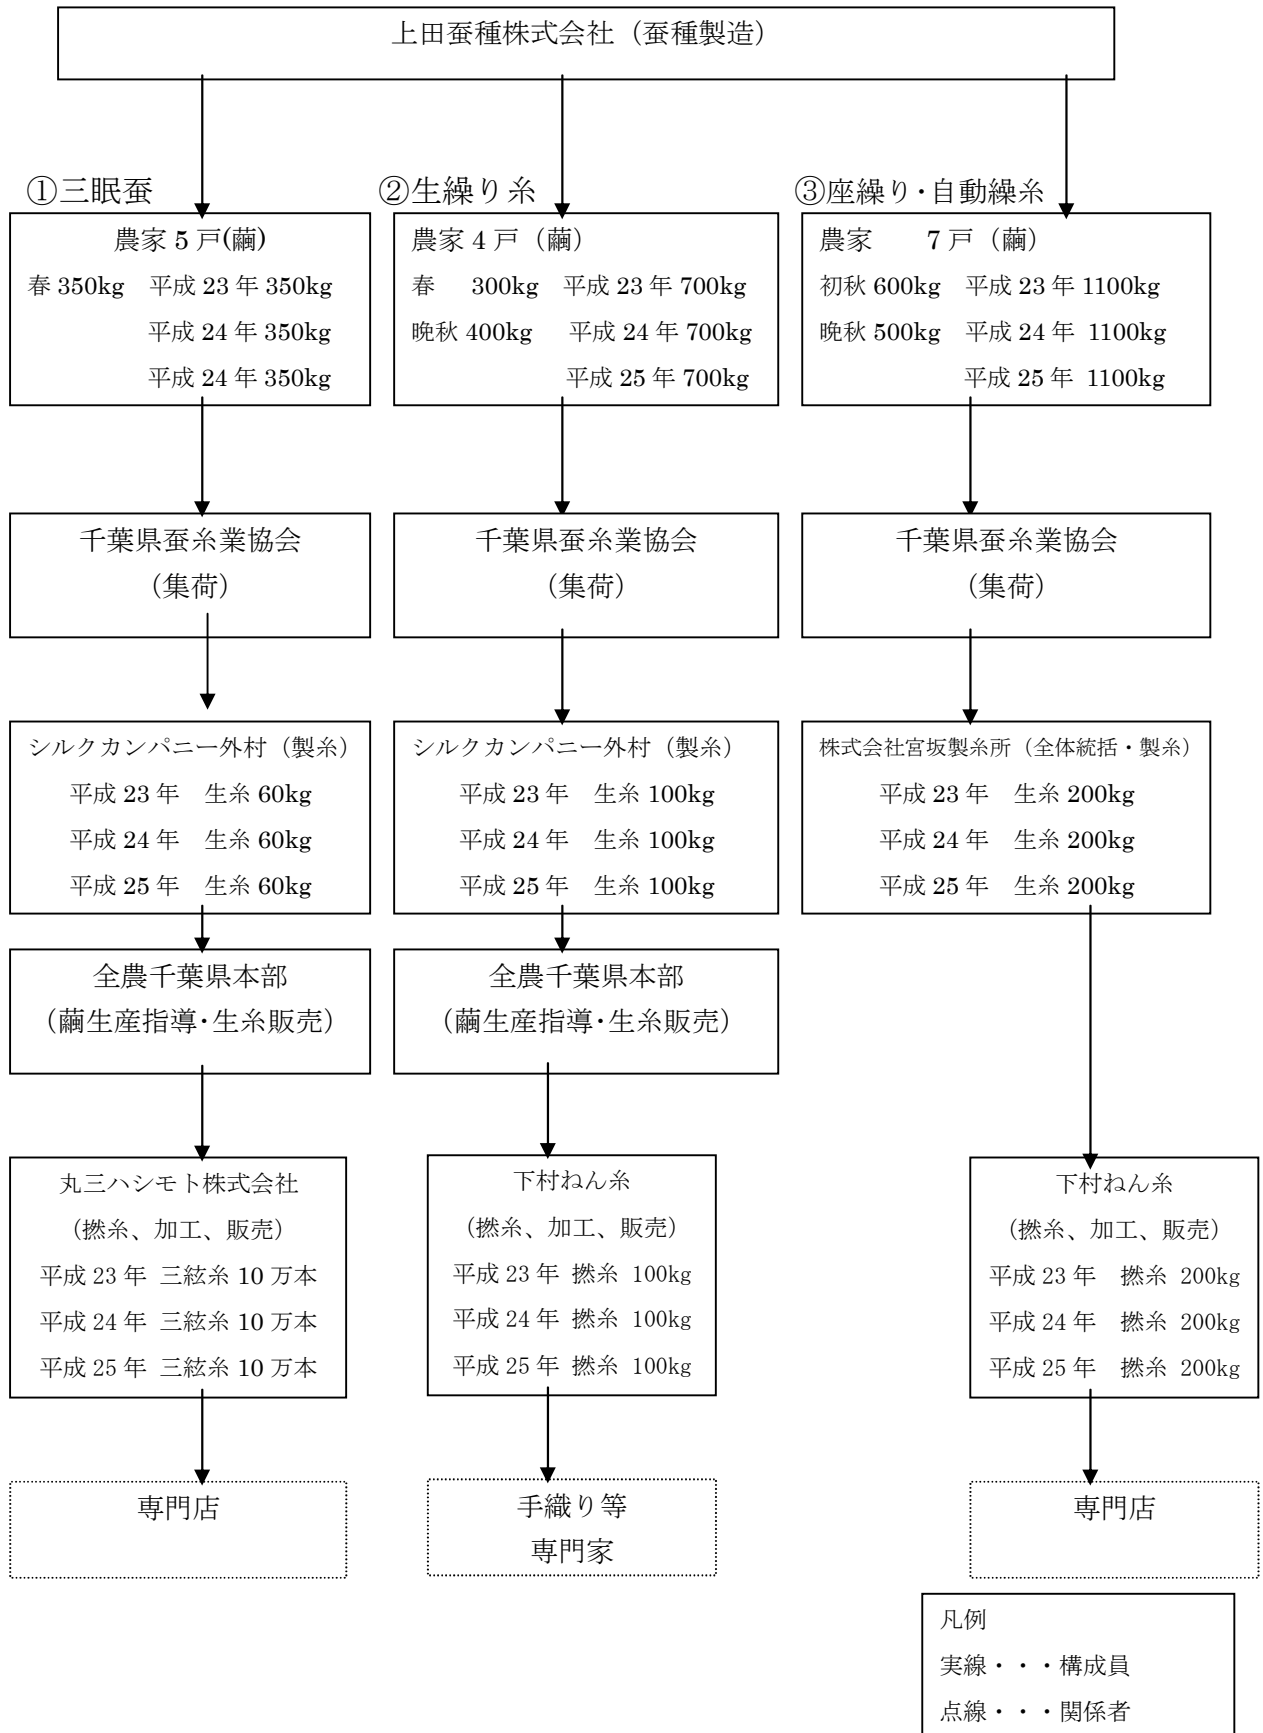 上田蚕種株式会社（蚕種製造）
①三眠蚕
農家 5 戸(繭)
春 350kg 平成 23 年 350kg
平成 24 年 350kg
平成 24 年 350kg
②生繰り糸
農家 4 戸（繭）
春 300kg 平成 23 年 700kg
晩秋 400kg 平成 24 年 700kg
平成 25 年 700kg
③座繰り・自動繰糸
農家 7 戸（繭）
初秋 600kg 平成 23 年 1100kg
晩秋 500kg 平成 24 年 1100kg
平成 25 年 1100kg
千葉県蚕糸業協会
（集荷）
千葉県蚕糸業協会
（集荷）
千葉県蚕糸業協会
（集荷）
シルクカンパニー外村（製糸）
平成 23 年 生糸 60kg
平成 24 年 生糸 60kg
平成 25 年 生糸 60kg
シルクカンパニー外村（製糸）
平成 23 年 生糸 100kg
平成 24 年 生糸 100kg
平成 25 年 生糸 100kg
株式会社宮坂製糸所（全体統括・製糸）
平成 23 年 生糸 200kg
平成 24 年 生糸 200kg
平成 25 年 生糸 200kg
全農千葉県本部
（繭生産指導・生糸販売）
全農千葉県本部
（繭生産指導・生糸販売）
丸三ハシモト株式会社
（撚糸、加工、販売）
平成 23 年 三絃糸 10 万本
平成 24 年 三絃糸 10 万本
平成 25 年 三絃糸 10 万本
下村ねん糸
（撚糸、加工、販売）
平成 23 年 撚糸 100kg
平成 24 年 撚糸 100kg
平成 25 年 撚糸 100kg
下村ねん糸
（撚糸、加工、販売）
平成 23 年 撚糸 200kg
平成 24 年 撚糸 200kg
平成 25 年 撚糸 200kg
専門店
手織り等
専門家
専門店
凡例
実線・・・構成員
点線・・・関係者